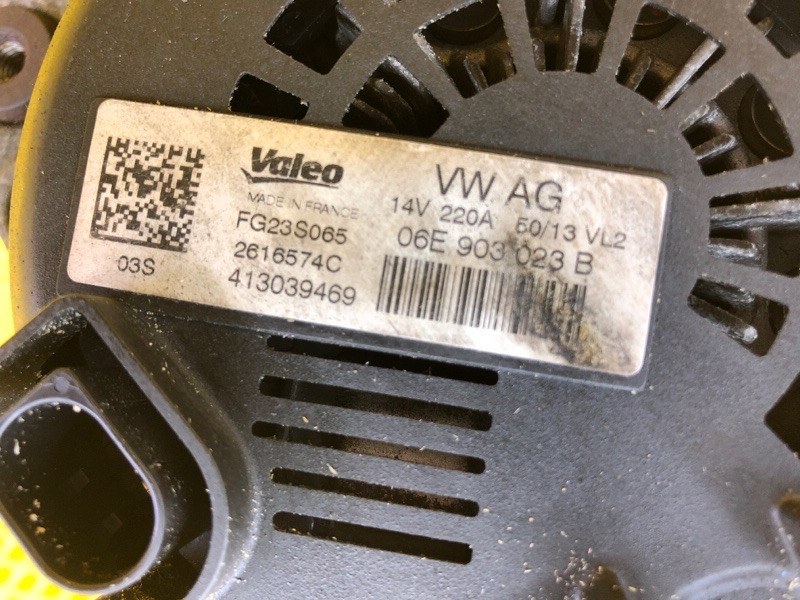 Valeo
MADE IN FRANCE
FG23S065
2616574C
413039469
03S
VW AG
14V 220A 50/13 VL2
06E 903 023 B